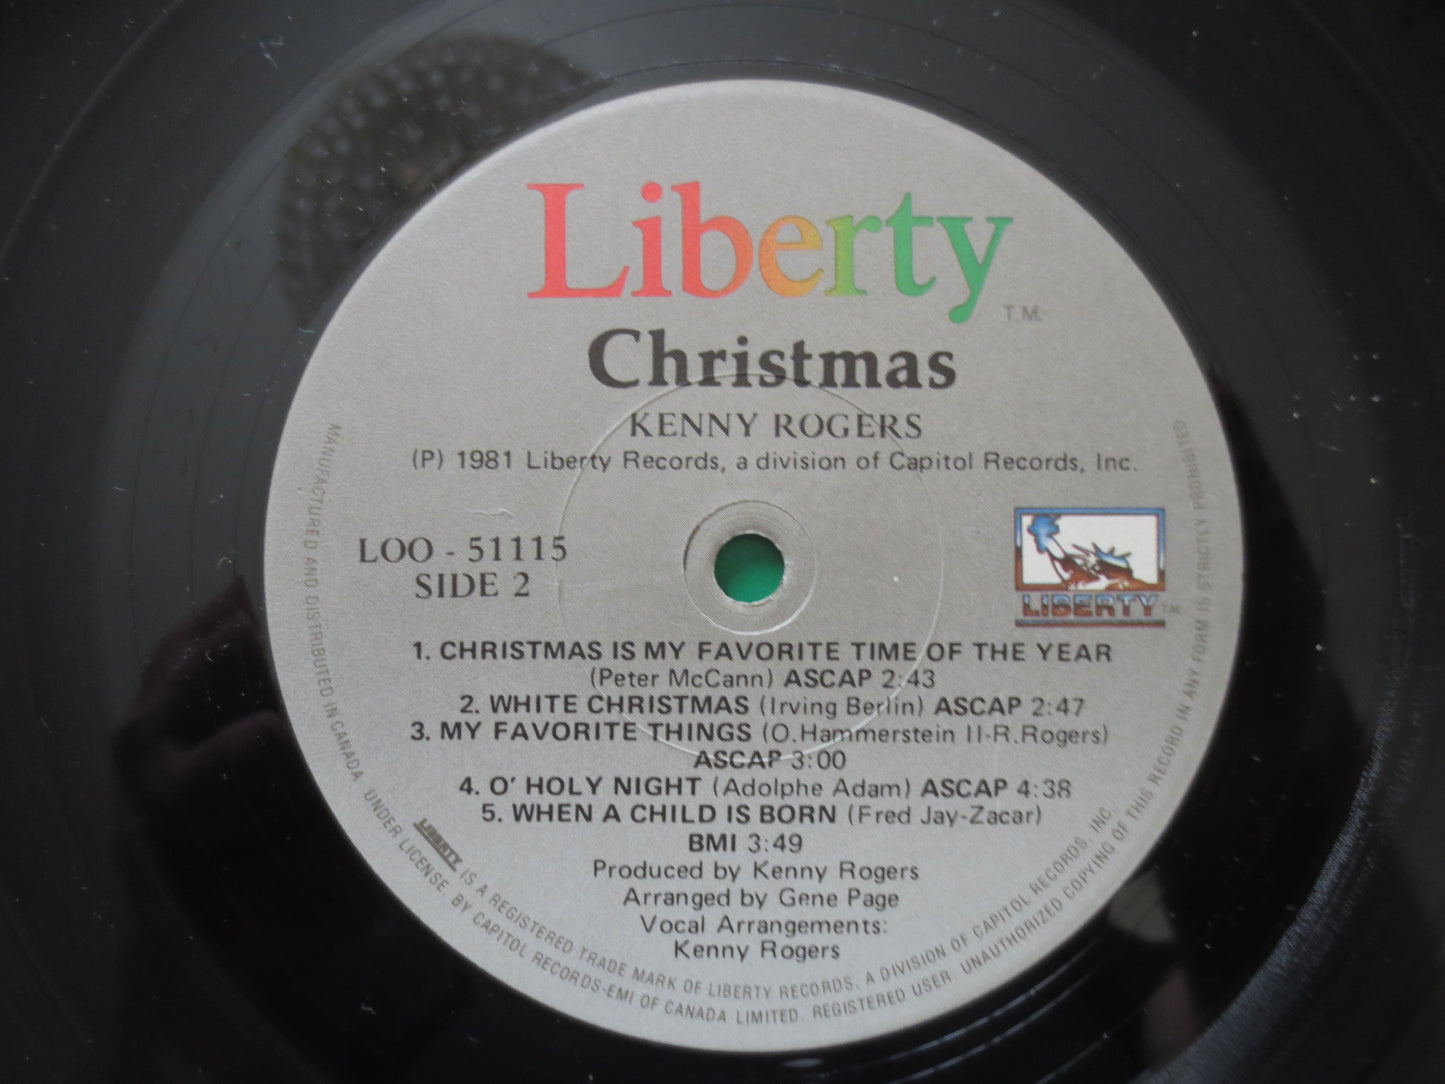 Liberty
T.M.
Christmas
KENNY ROGERS
(P) 1981 Liberty Records, a division of Capitol Records, Inc.
LOO - 51115
SIDE 2
LIBERTY T.M.
1. CHRISTMAS IS MY FAVORITE TIME OF THE YEAR
(Peter McCann) ASCAP 2:43
2. WHITE CHRISTMAS (Irving Berlin) ASCAP 2:47
3. MY FAVORITE THINGS (O.Hammerstein II-R.Rogers)
ASCAP 3:00
4. O' HOLY NIGHT (Adolphe Adam) ASCAP 4:38
5. WHEN A CHILD IS BORN (Fred Jay-Zacar)
BMI 3:49
Produced by Kenny Rogers
Arranged by Gene Page
Vocal Arrangements:
Kenny Rogers
LIBERTY IS A REGISTERED TRADE MARK OF LIBERTY RECORDS, A DIVISION OF CAPITOL RECORDS, INC.
MANUFACTURED AND DISTRIBUTED IN CANADA UNDER LICENSE, BY CAPITOL RECORDS-EMI OF CANADA LIMITED. REGISTERED USER. UNAUTHORIZED COPYING OF THIS RECORD IN ANY FORM IS STRICTLY PROHIBITED